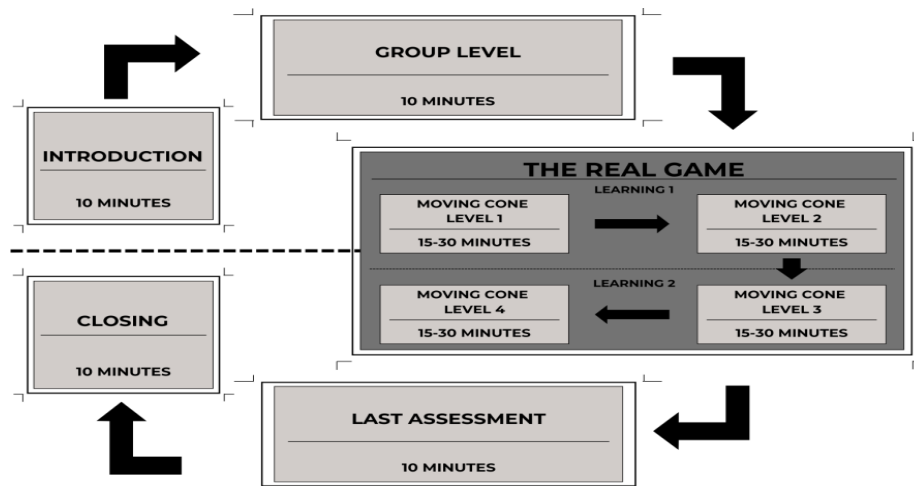 GROUP LEVEL
10 MINUTES
INTRODUCTION
10 MINUTES
THE REAL GAME
LEARNING 1
MOVING CONE
LEVEL 1
15-30 MINUTES
MOVING CONE
LEVEL 2
15-30 MINUTES
LEARNING 2
MOVING CONE
LEVEL 4
15-30 MINUTES
MOVING CONE
LEVEL 3
15-30 MINUTES
CLOSING
10 MINUTES
LAST ASSESSMENT
10 MINUTES